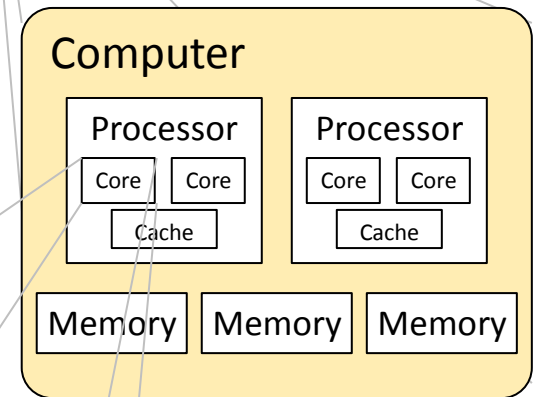 Computer
Processor Processor
Core Core Core Core
Cache Cache
Memory Memory Memory